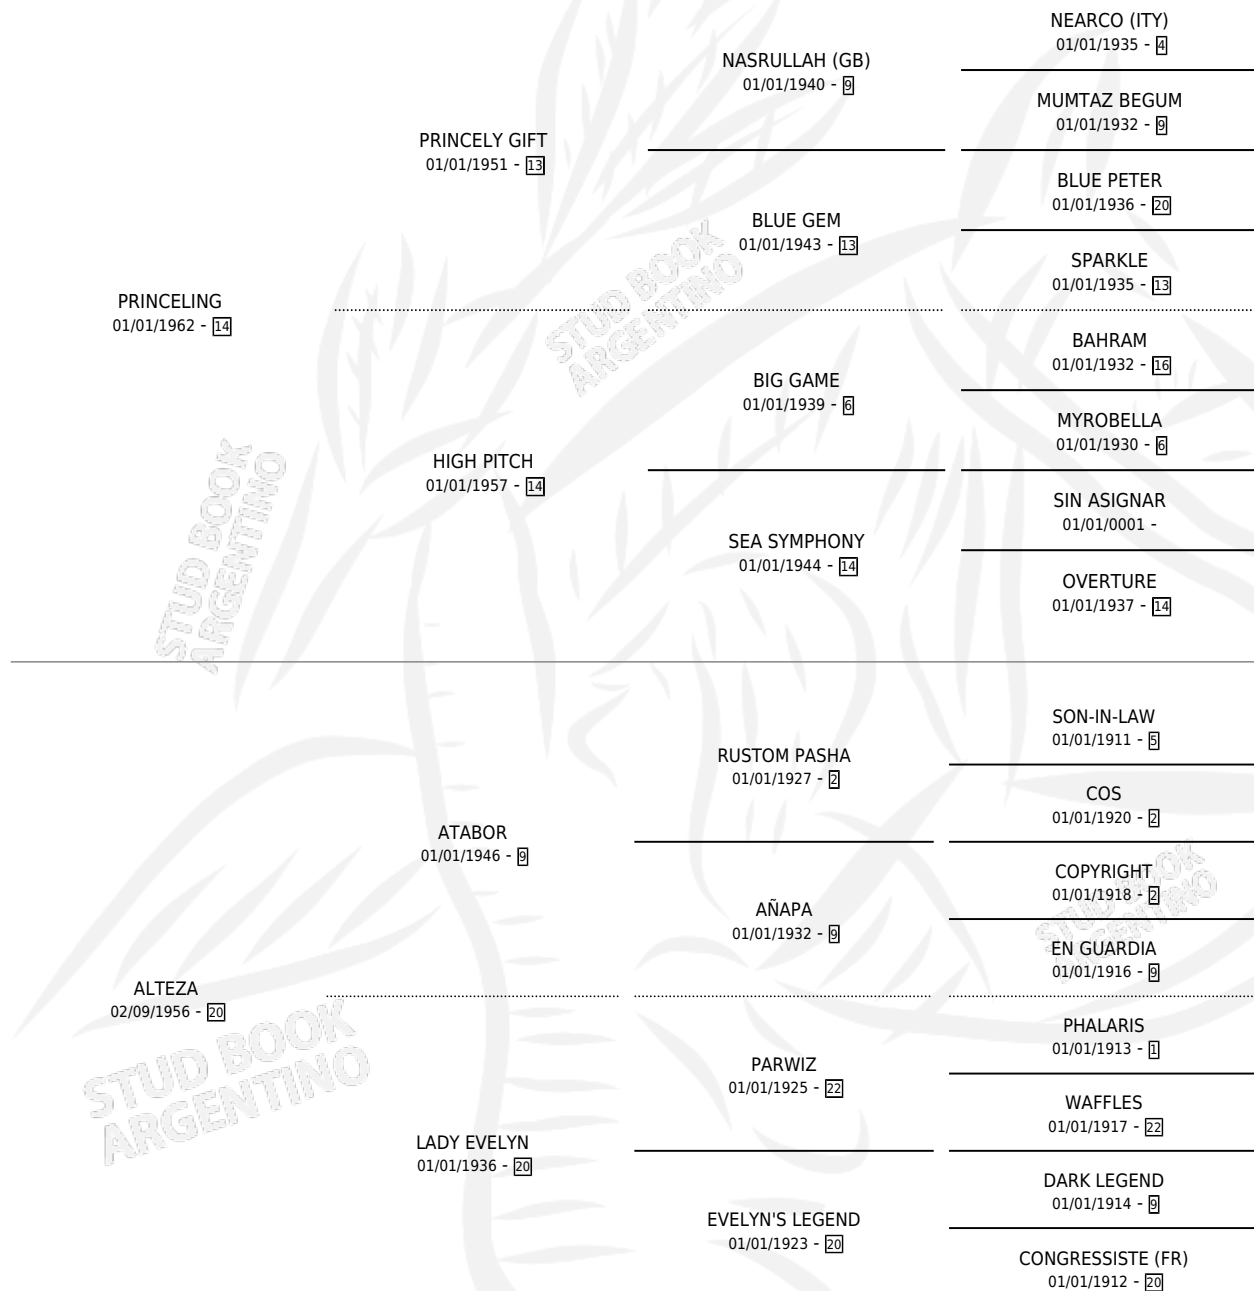 NEARCO (ITY)
01/01/1935 - 4
NASRULLAH (GB)
01/01/1940 - 9
MUMTAZ BEGUM
01/01/1932 - 9
PRINCELY GIFT
01/01/1951 - 13
BLUE PETER
01/01/1936 - 20
BLUE GEM
01/01/1943 - 13
SPARKLE
01/01/1935 - 13
PRINCELING
01/01/1962 - 14
BAHRAM
01/01/1932 - 16
BIG GAME
01/01/1939 - 6
MYROBELLA
01/01/1930 - 6
HIGH PITCH
01/01/1957 - 14
SIN ASIGNAR
01/01/0001 -
SEA SYMPHONY
01/01/1944 - 14
OVERTURE
01/01/1937 - 14
SON-IN-LAW
01/01/1911 - 5
RUSTOM PASHA
01/01/1927 - 2
COS
01/01/1920 - 2
ATABOR
01/01/1946 - 9
COPYRIGHT
01/01/1918 - 2
AÑAPA
01/01/1932 - 9
EN GUARDIA
01/01/1916 - 9
ALTEZA
02/09/1956 - 20
PHALARIS
01/01/1913 - 1
PARWIZ
01/01/1925 - 22
WAFFLES
01/01/1917 - 22
LADY EVELYN
01/01/1936 - 20
DARK LEGEND
01/01/1914 - 9
EVELYN'S LEGEND
01/01/1923 - 20
CONGRESSISTE (FR)
01/01/1912 - 20
STUD BOOK
ARGENTINO
STUD BOOK
ARGENTINO
STUD BOOK
ARGENTINO
STUD BOOK
ARGENTINO